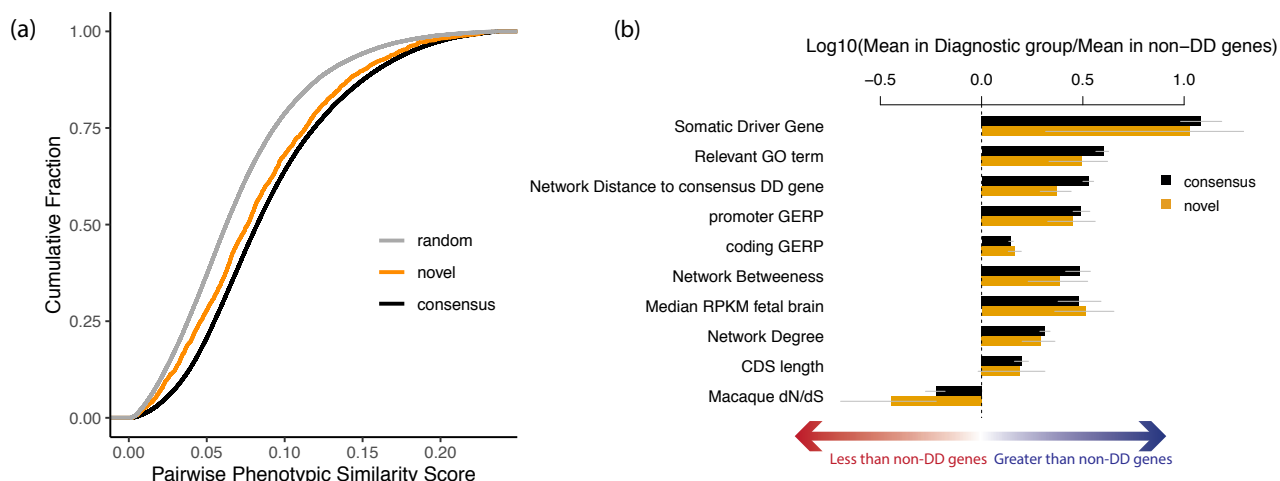 (a)
1.00
0.75
0.50
0.25
0.00
Cumulative Fraction
random
novel
consensus
0.00 0.05 0.10 0.15 0.20
Pairwise Phenotypic Similarity Score
(b)
Log10(Mean in Diagnostic group/Mean in non−DD genes)
−0.5 0.0 0.5 1.0
Somatic Driver Gene
Relevant GO term
Network Distance to consensus DD gene
promoter GERP
coding GERP
Network Betweeness
Median RPKM fetal brain
Network Degree
CDS length
Macaque dN/dS
consensus
novel
Less than non-DD genes Greater than non-DD genes